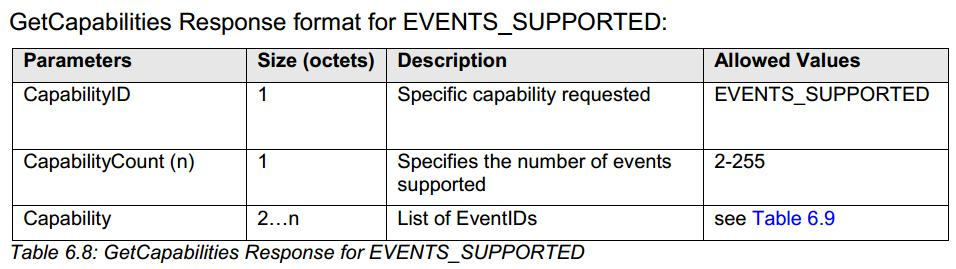 GetCapabilities Response format for EVENTS_SUPPORTED:
Parameters Size (octets) Description Allowed Values
CapabilityID 1 Specific capability requested EVENTS_SUPPORTED
CapabilityCount (n) 1 Specifies the number of events 2-255
supported
Capability 2…n List of EventIDs see Table 6.9
Table 6.8: GetCapabilities Response for EVENTS_SUPPORTED